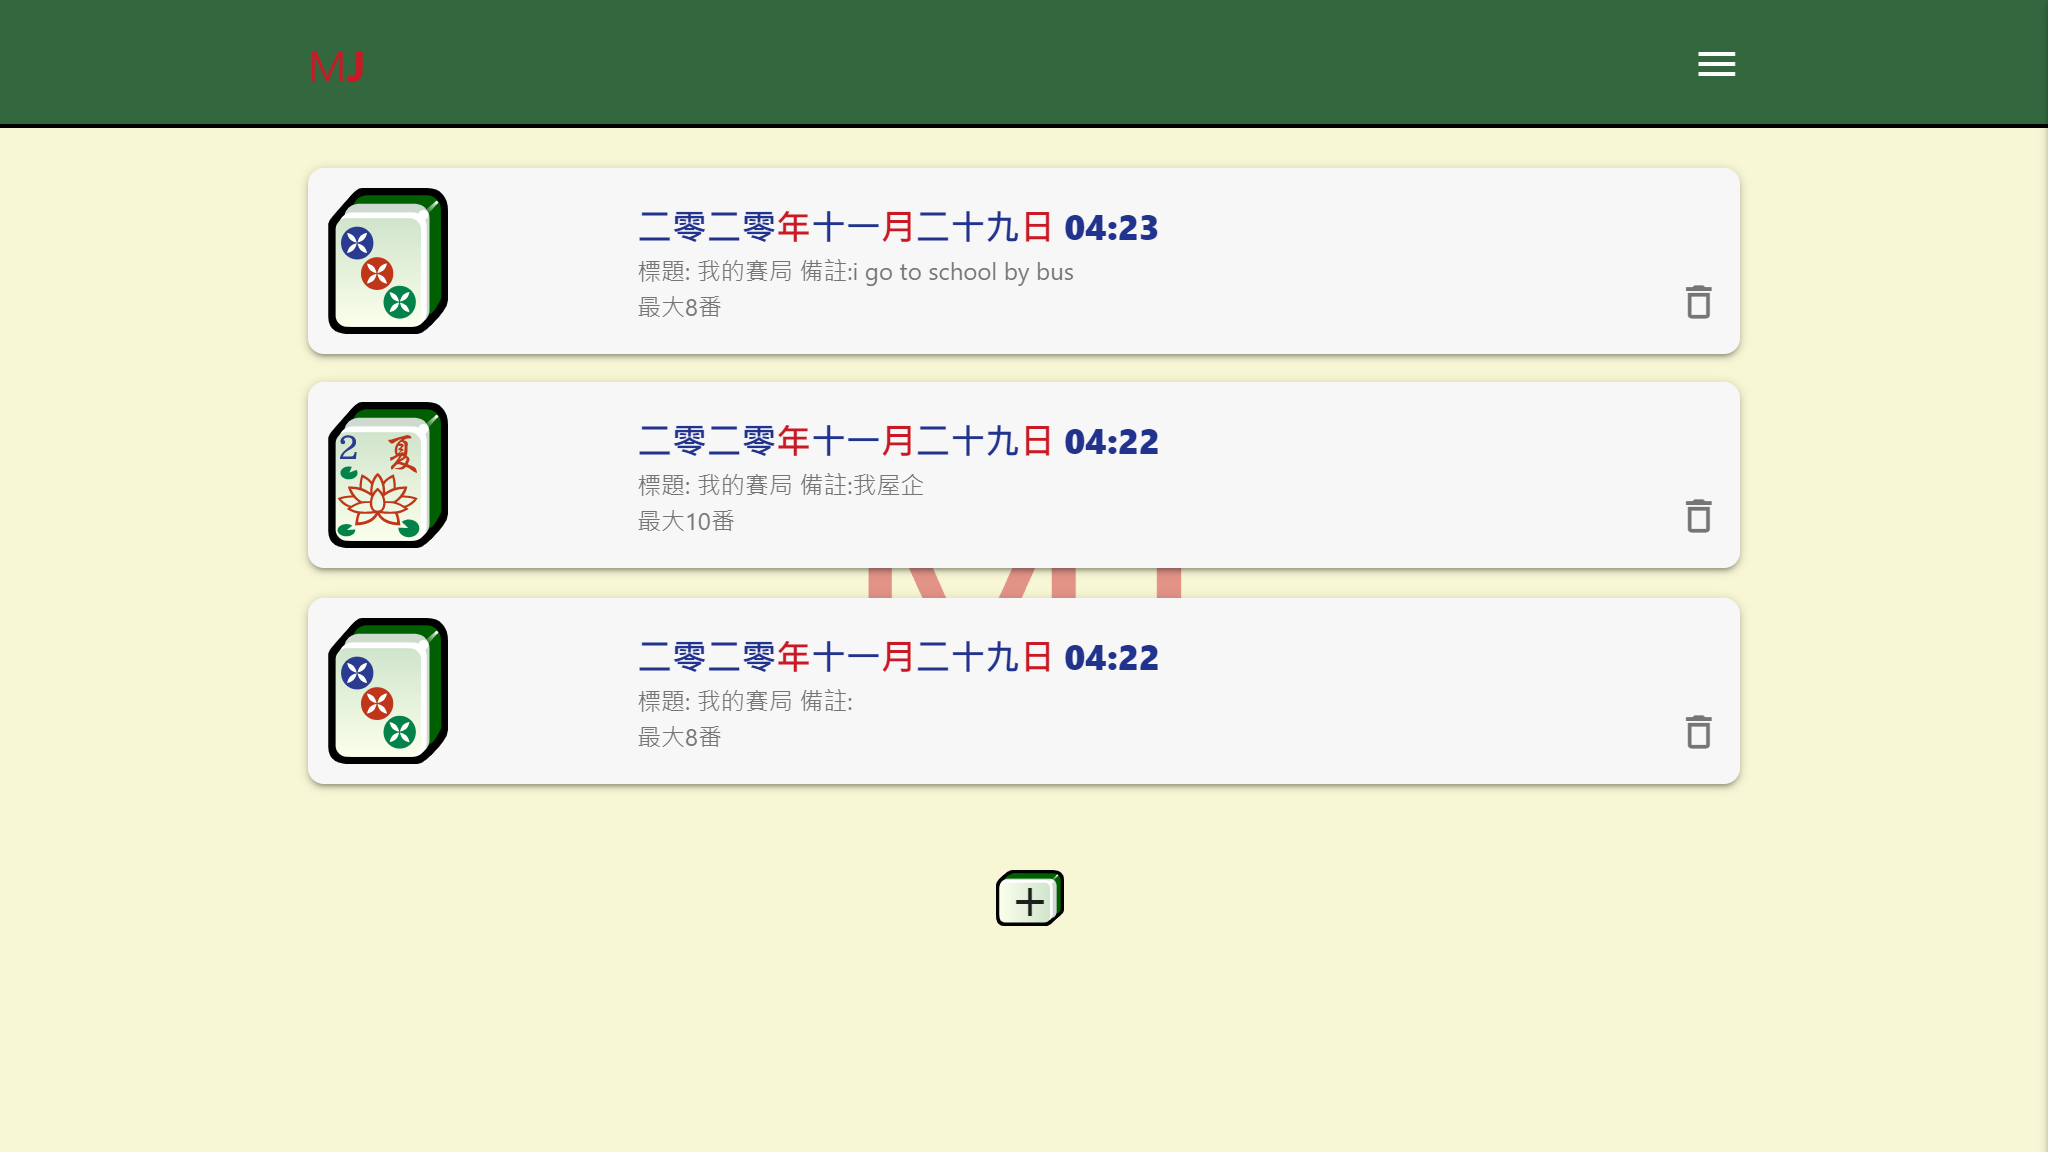 MJ
二零二零年十一月二十九日 04:23
標題: 我的賽局 備註:i go to school by bus
最大8番
2 夏
二零二零年十一月二十九日 04:22
標題: 我的賽局 備註:我屋企
最大10番
MJ
二零二零年十一月二十九日 04:22
標題: 我的賽局 備註:
最大8番
+